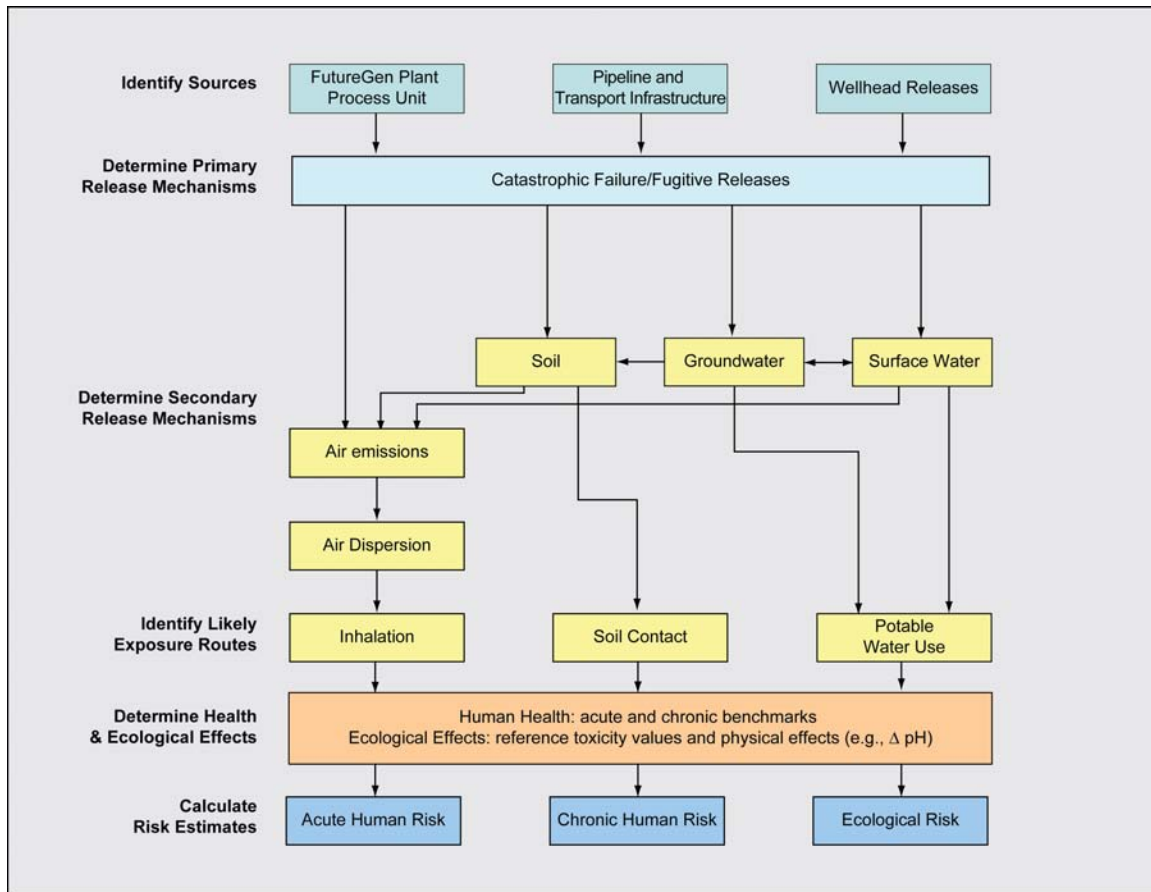 Identify Sources
FutureGen Plant
Process Unit
Pipeline and
Transport Infrastructure
Wellhead Releases
Determine Primary
Release Mechanisms
Catastrophic Failure/Fugitive Releases
Soil
Groundwater
Surface Water
Determine Secondary
Release Mechanisms
Air emissions
Air Dispersion
Identify Likely
Exposure Routes
Inhalation
Soil Contact
Potable
Water Use
Determine Health
& Ecological Effects
Human Health: acute and chronic benchmarks
Ecological Effects: reference toxicity values and physical effects (e.g., Δ pH)
Calculate
Risk Estimates
Acute Human Risk
Chronic Human Risk
Ecological Risk